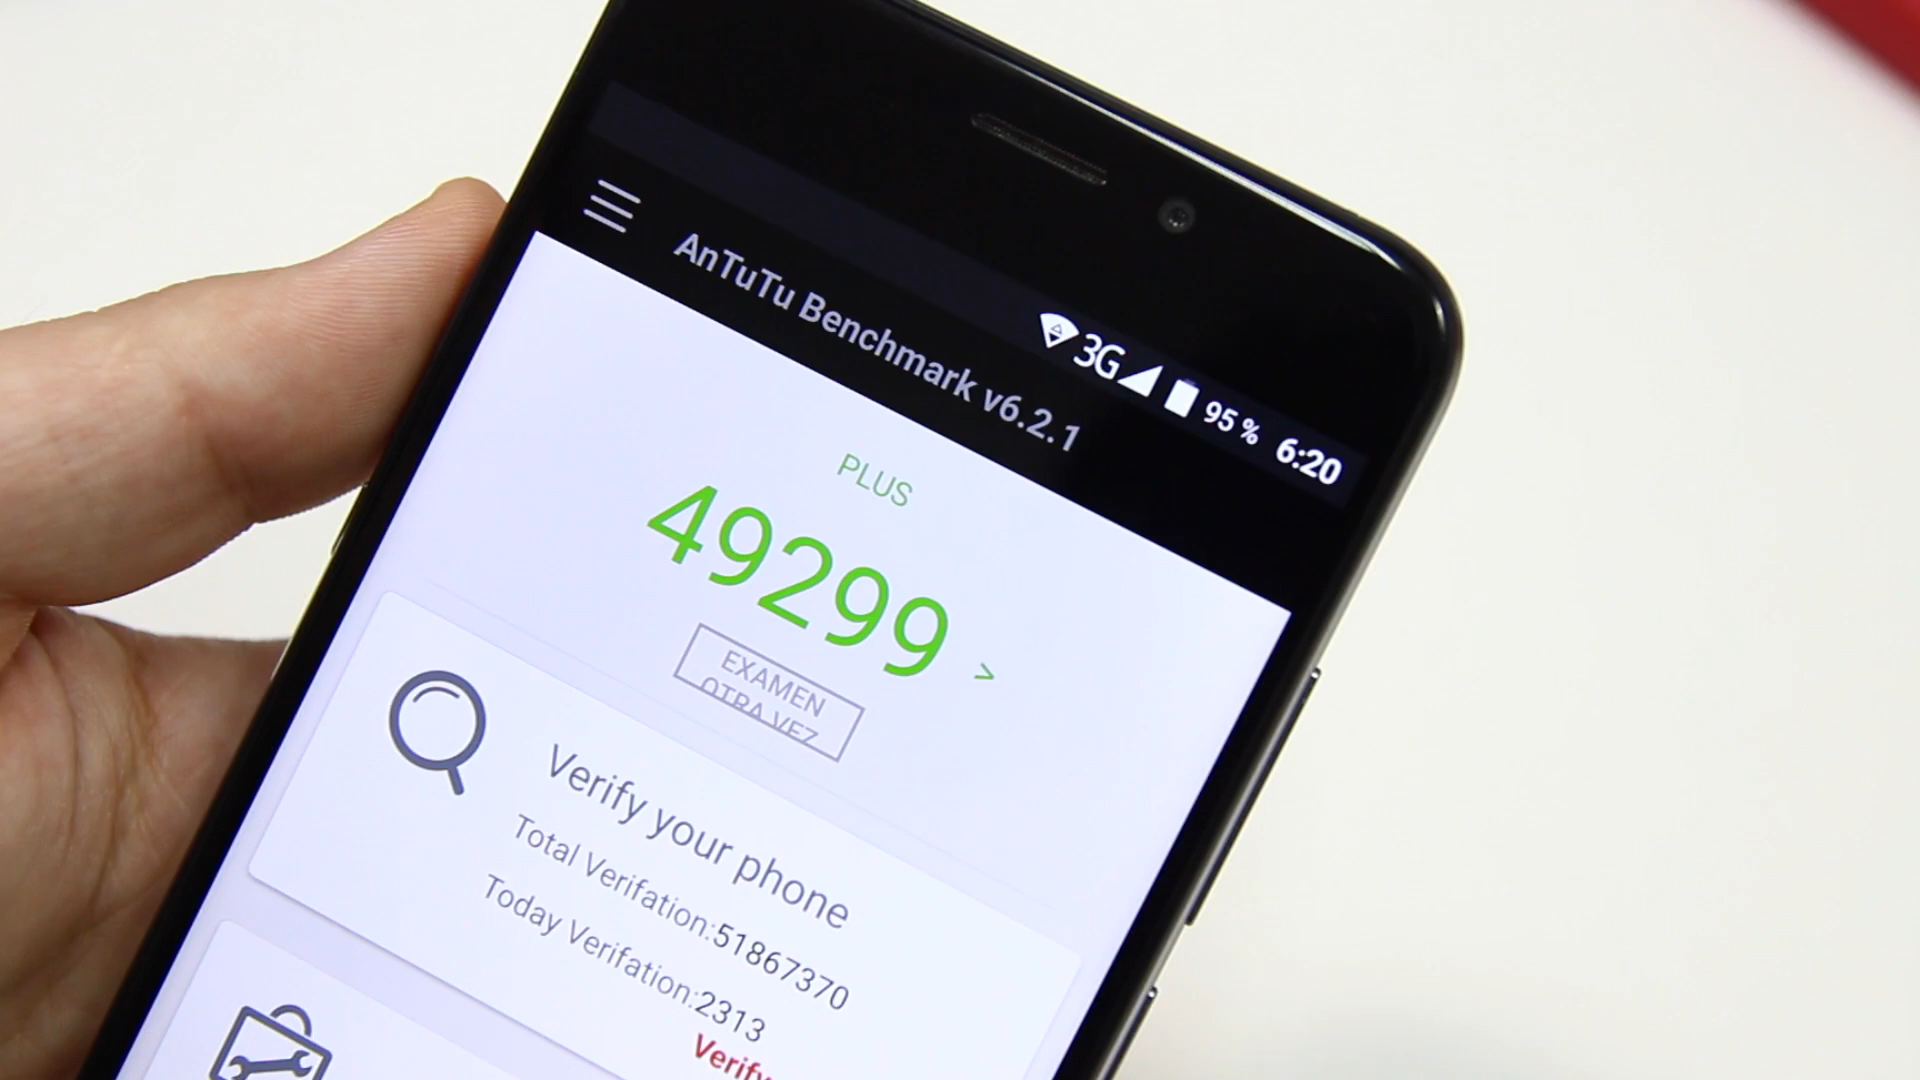 3G 95 % 6:20
AnTuTu Benchmark v6.2.1
PLUS
49299 >
EXAMEN
OTRA VEZ
Verify your phone
Total Verifation:51867370
Today Verifation:2313
Verify